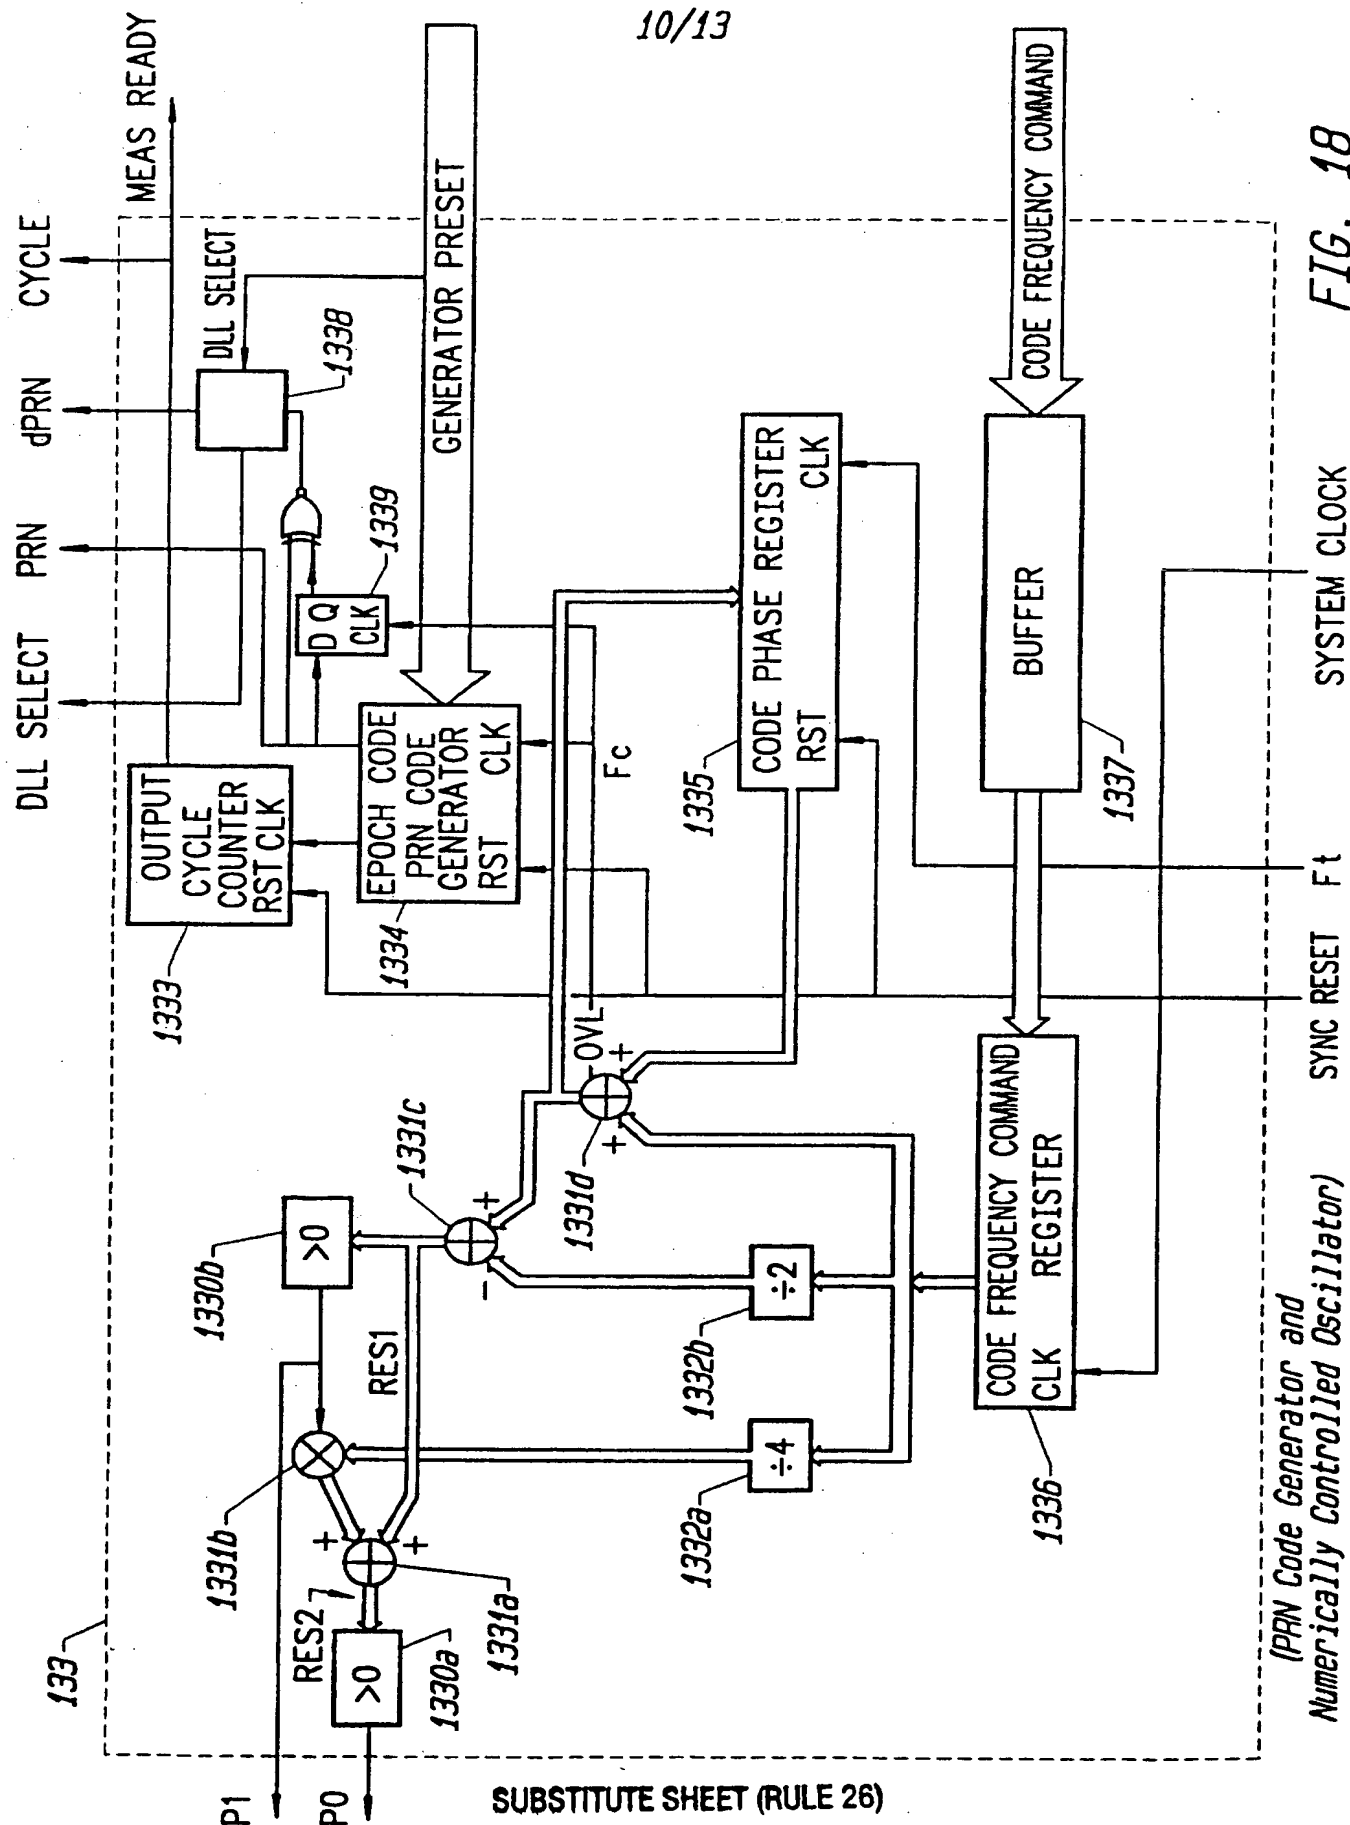 10/13
133
P1
P0
RES2
>0
1330a
1331a
1331b
+
+
RES1
>0
1330b
1331c
+
-
÷4
1332a
÷2
1332b
1331d
+
+
OVL
Fc
1333
OUTPUT
CYCLE
COUNTER
RST CLK
1334
EPOCH CODE
PRN CODE
GENERATOR
RST CLK
D Q
CLK
1339
1338
DLL SELECT
DLL SELECT
PRN
dPRN
CYCLE
MEAS READY
GENERATOR PRESET
1335
CODE PHASE REGISTER
RST CLK
BUFFER
1337
CODE FREQUENCY COMMAND
CODE FREQUENCY COMMAND
CLK REGISTER
1336
SYNC RESET
Ft
SYSTEM CLOCK
(PRN Code Generator and
Numerically Controlled Oscillator)
FIG. 18
SUBSTITUTE SHEET (RULE 26)